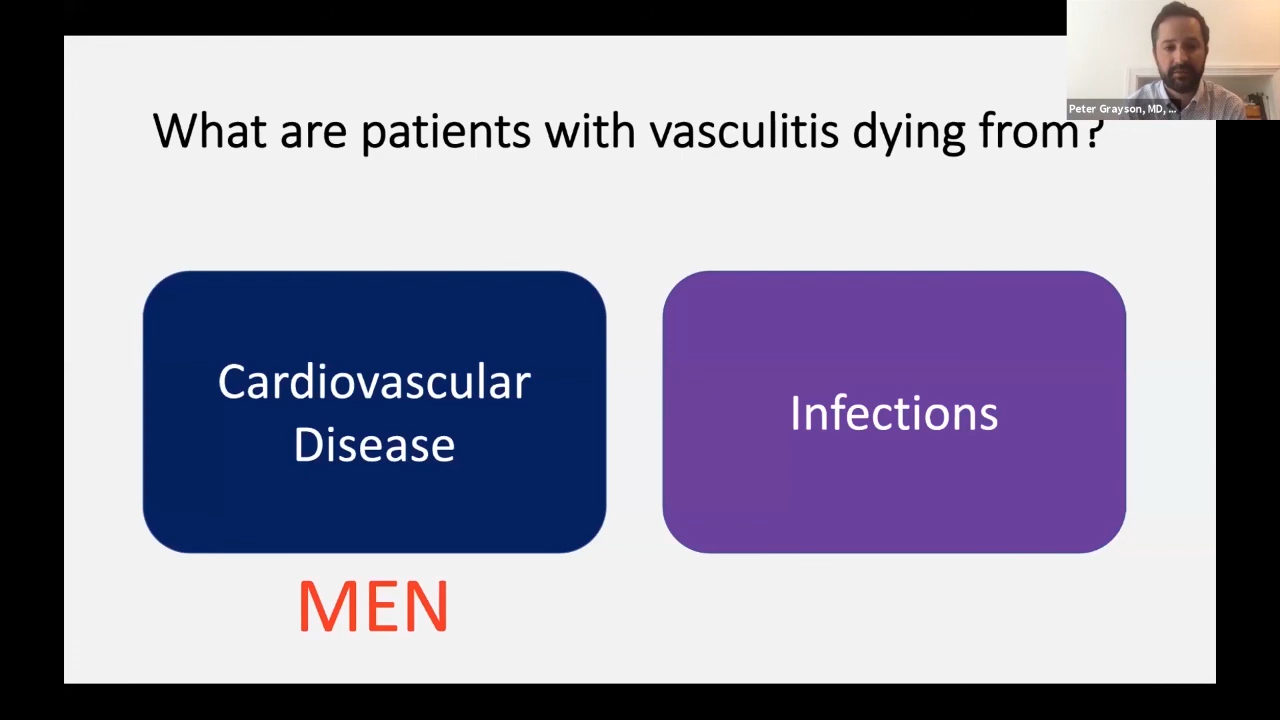 Peter Grayson, MD, ...
What are patients with vasculitis dying from?
Cardiovascular
Disease
Infections
MEN